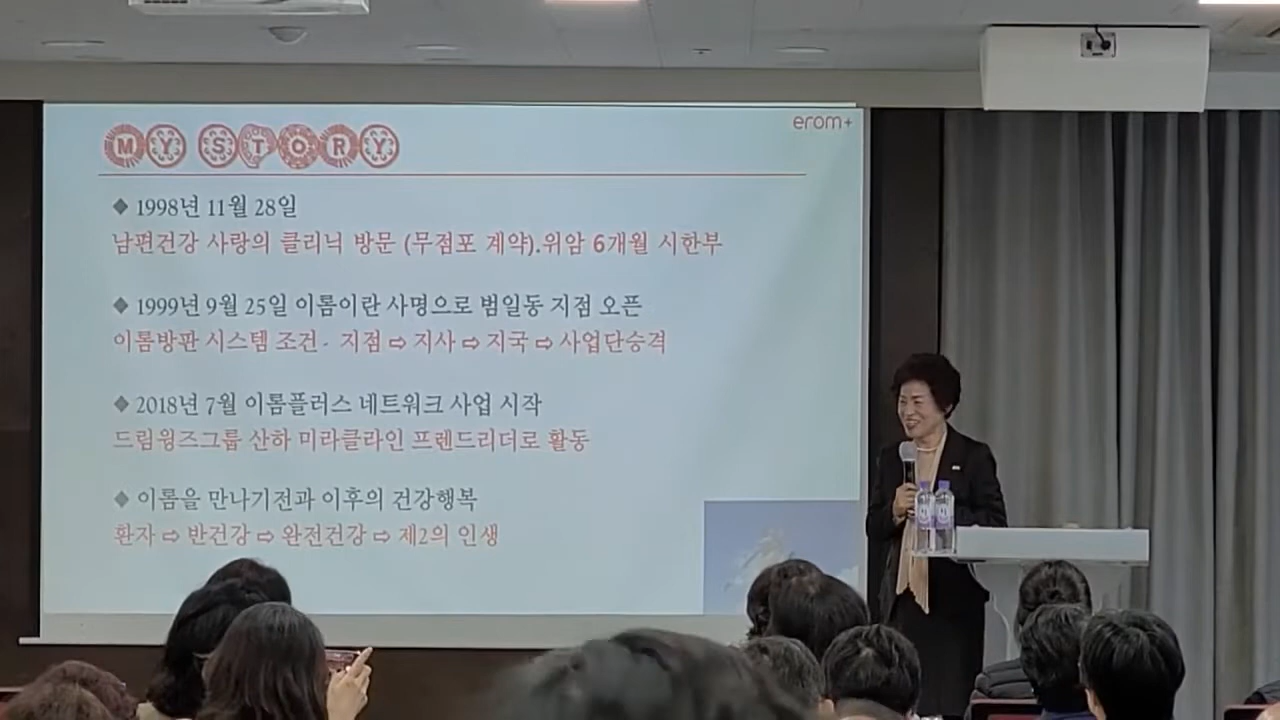 MY STORY
erom+
◆ 1998년 11월 28일
남편건강 사랑의 클리닉 방문 (무점포 계약).위암 6개월 시한부
◆ 1999년 9월 25일 이롬이란 사명으로 범일동 지점 오픈
이롬방판 시스템 조건 - 지점 ⇨ 지사 ⇨ 지국 ⇨ 사업단승격
◆ 2018년 7월 이롬플러스 네트워크 사업 시작
드림윙즈그룹 산하 미라클라인 프렌드리더로 활동
◆ 이롬을 만나기전과 이후의 건강행복
환자 ⇨ 반건강 ⇨ 완전건강 ⇨ 제2의 인생